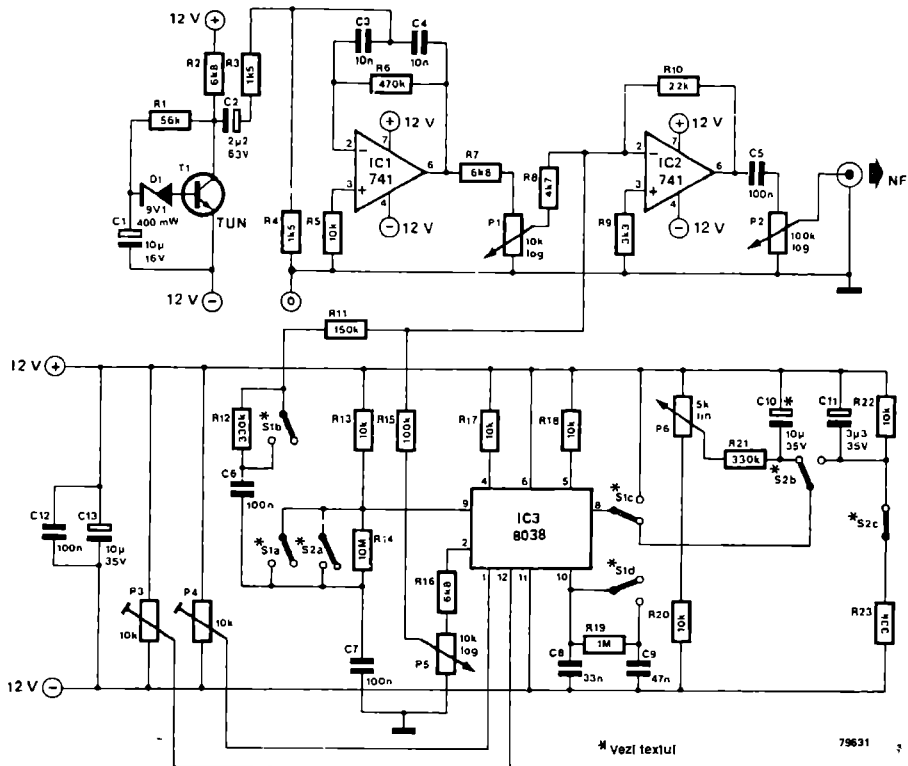 12 V +
R2
6k8
R3
1k5
C3
10n
C4
10n
R6
470k
R1
56k
C2
2µ2
63V
D1
9V1
400 mW
T1
TUN
C1
10µ
16V
12 V −
R4
1k5
R5
10k
0
2
−
3
+
IC1
741
7
+ 12 V
6
4
− 12 V
R7
6k8
P1
10k
log
R8
4k7
R10
22k
2
−
3
+
IC2
741
7
+ 12 V
6
4
− 12 V
R9
3k3
C5
100n
P2
100k
log
NF
R11
150k
12 V +
R12
330k
* S1b
C6
100n
R13
10k
R15
100k
R17
10k
R18
10k
4
6
5
9
IC3
8038
8
2
1
12
11
10
* S1c
* S1d
P6
5k
lin
C10 *
10µ
35V
C11
3µ3
35V
R22
10k
R21
330k
* S2b
* S2c
* S1a
* S2a
R14
10M
C12
100n
C13
10µ
35V
P3
10k
P4
10k
R16
6k8
P5
10k
log
C7
100n
R19
1M
C8
33n
C9
47n
R20
10k
R23
33k
12 V −
* Vezi textul
79631